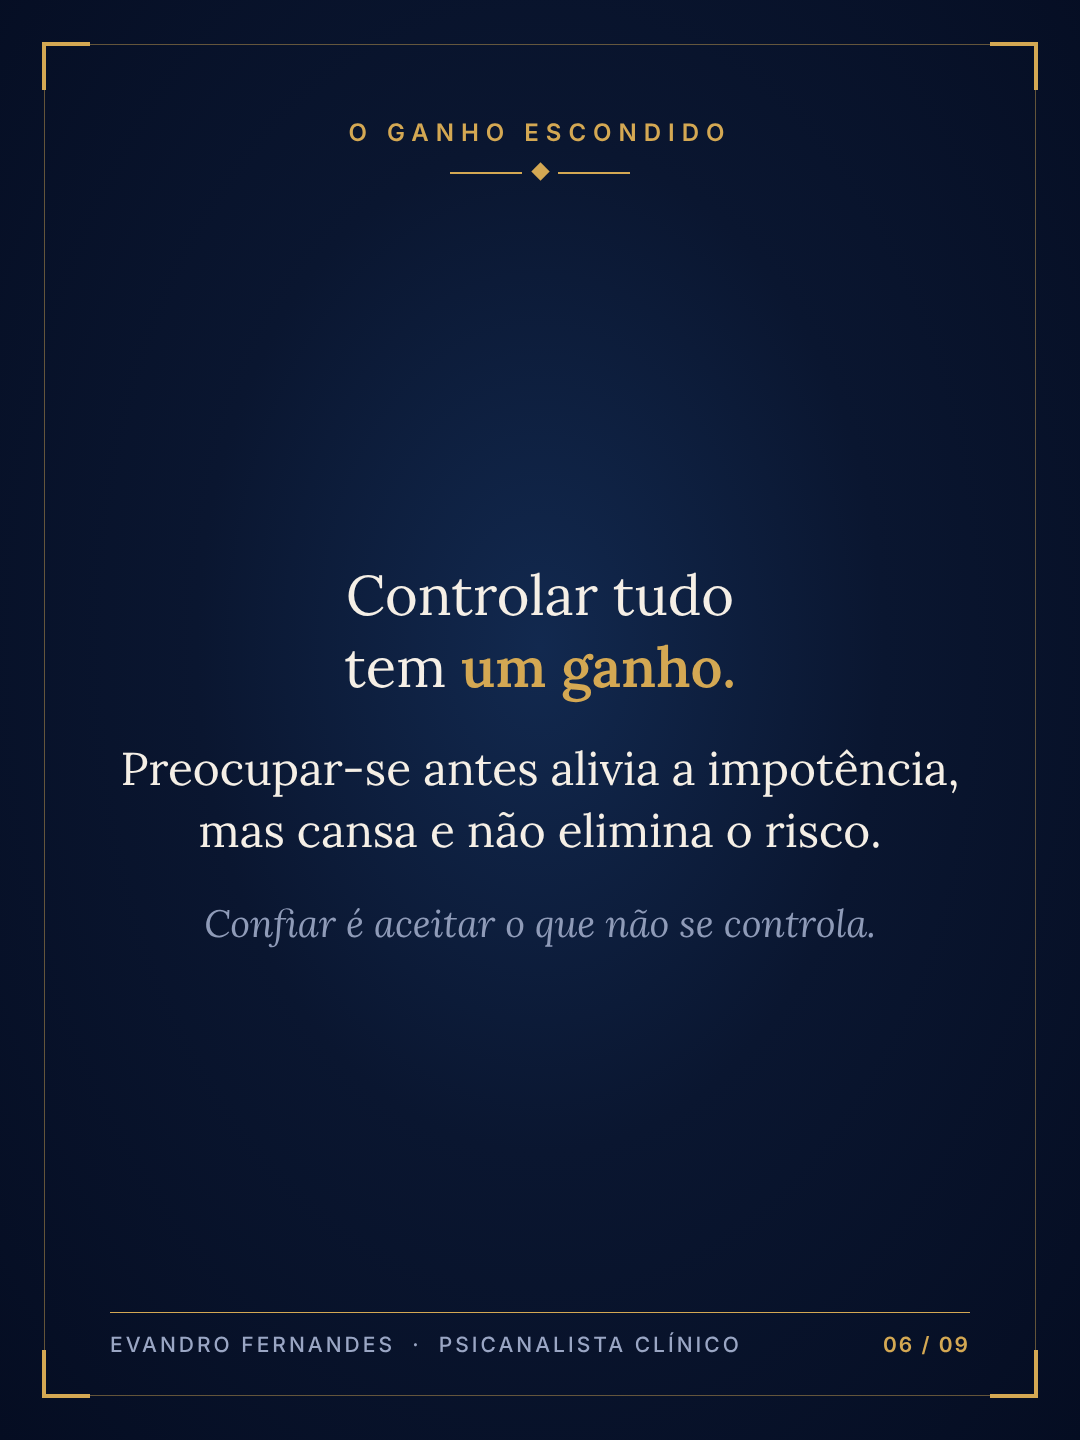 O GANHO ESCONDIDO
Controlar tudo
tem um ganho.
Preocupar-se antes alivia a impotência,
mas cansa e não elimina o risco.
Confiar é aceitar o que não se controla.
EVANDRO FERNANDES · PSICANALISTA CLÍNICO 06 / 09